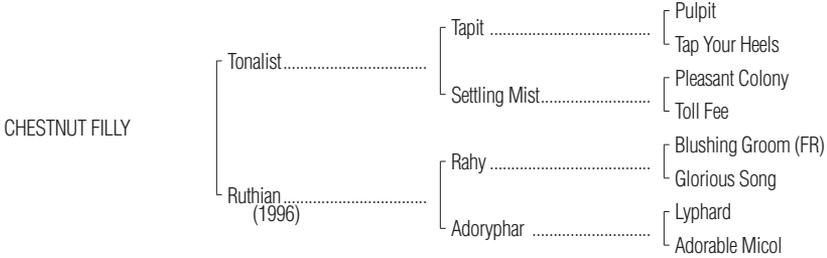 Pulpit
Tapit ......................................
Tap Your Heels
Tonalist..................................
Pleasant Colony
Settling Mist..........................
Toll Fee
CHESTNUT FILLY
Blushing Groom (FR)
Rahy ......................................
Glorious Song
Ruthian..................................
(1996)
Lyphard
Adoryphar ............................
Adorable Micol